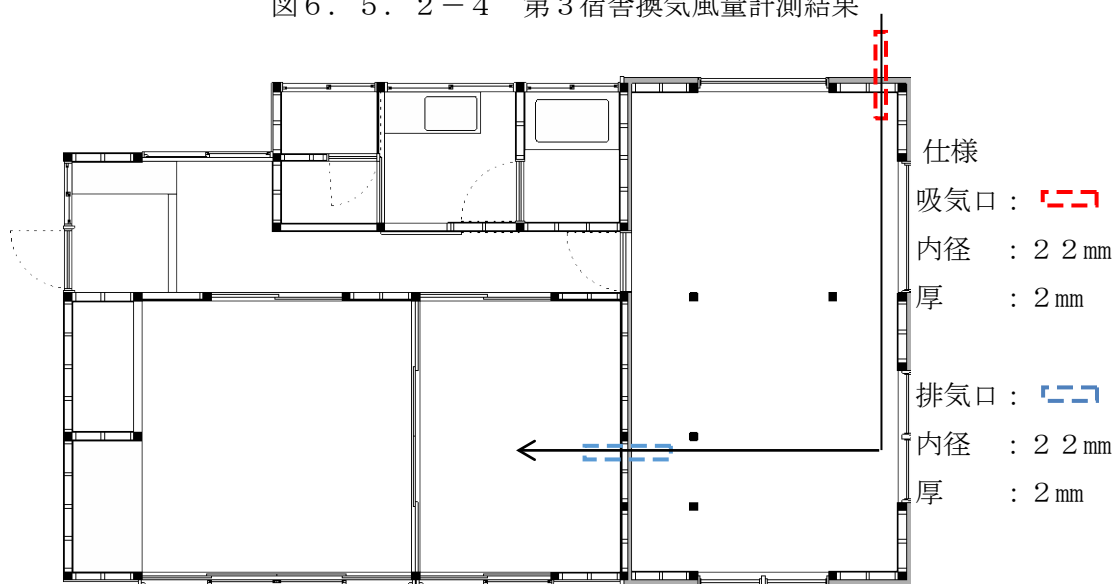 図６．５．２－４　第３宿舎換気風量計測結果
仕様
吸気口：
内径　：２２㎜
厚　　：２㎜
排気口：
内径　：２２㎜
厚　　：２㎜